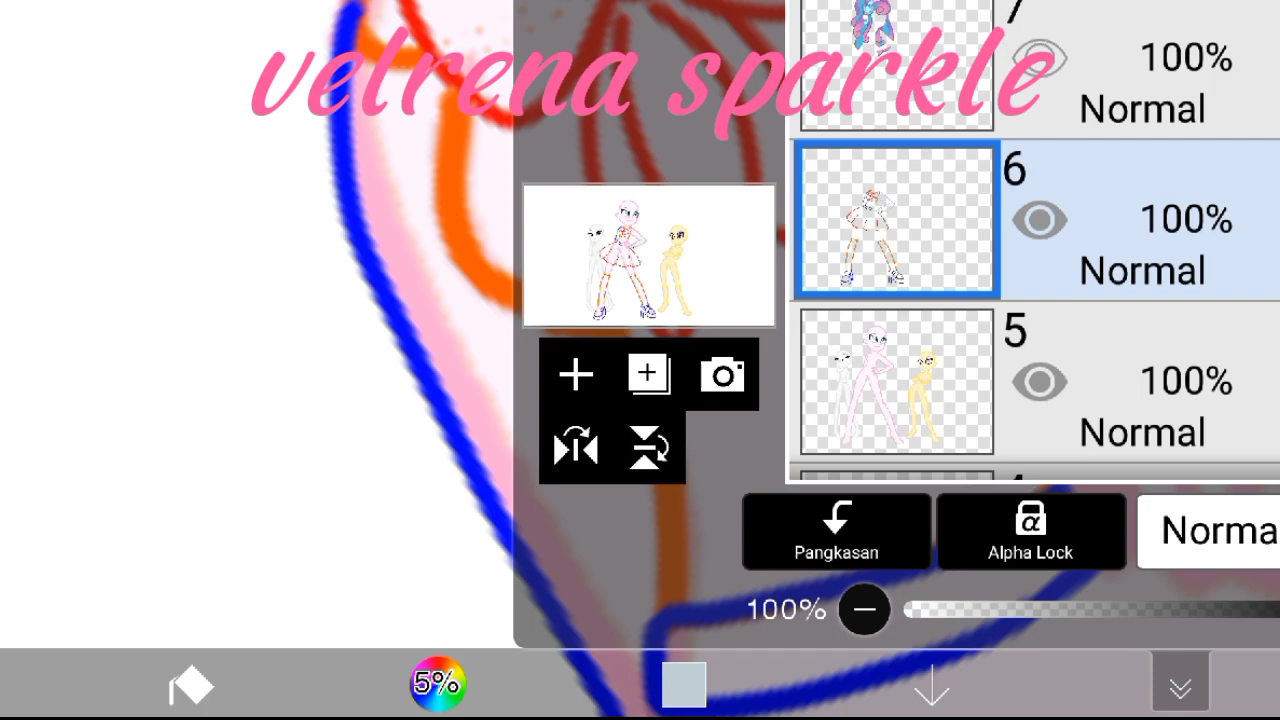 velrena sparkle
7
100%
Normal
6
100%
Normal
5
100%
Normal
Pangkasan
α
Alpha Lock
Norma
100%
5%